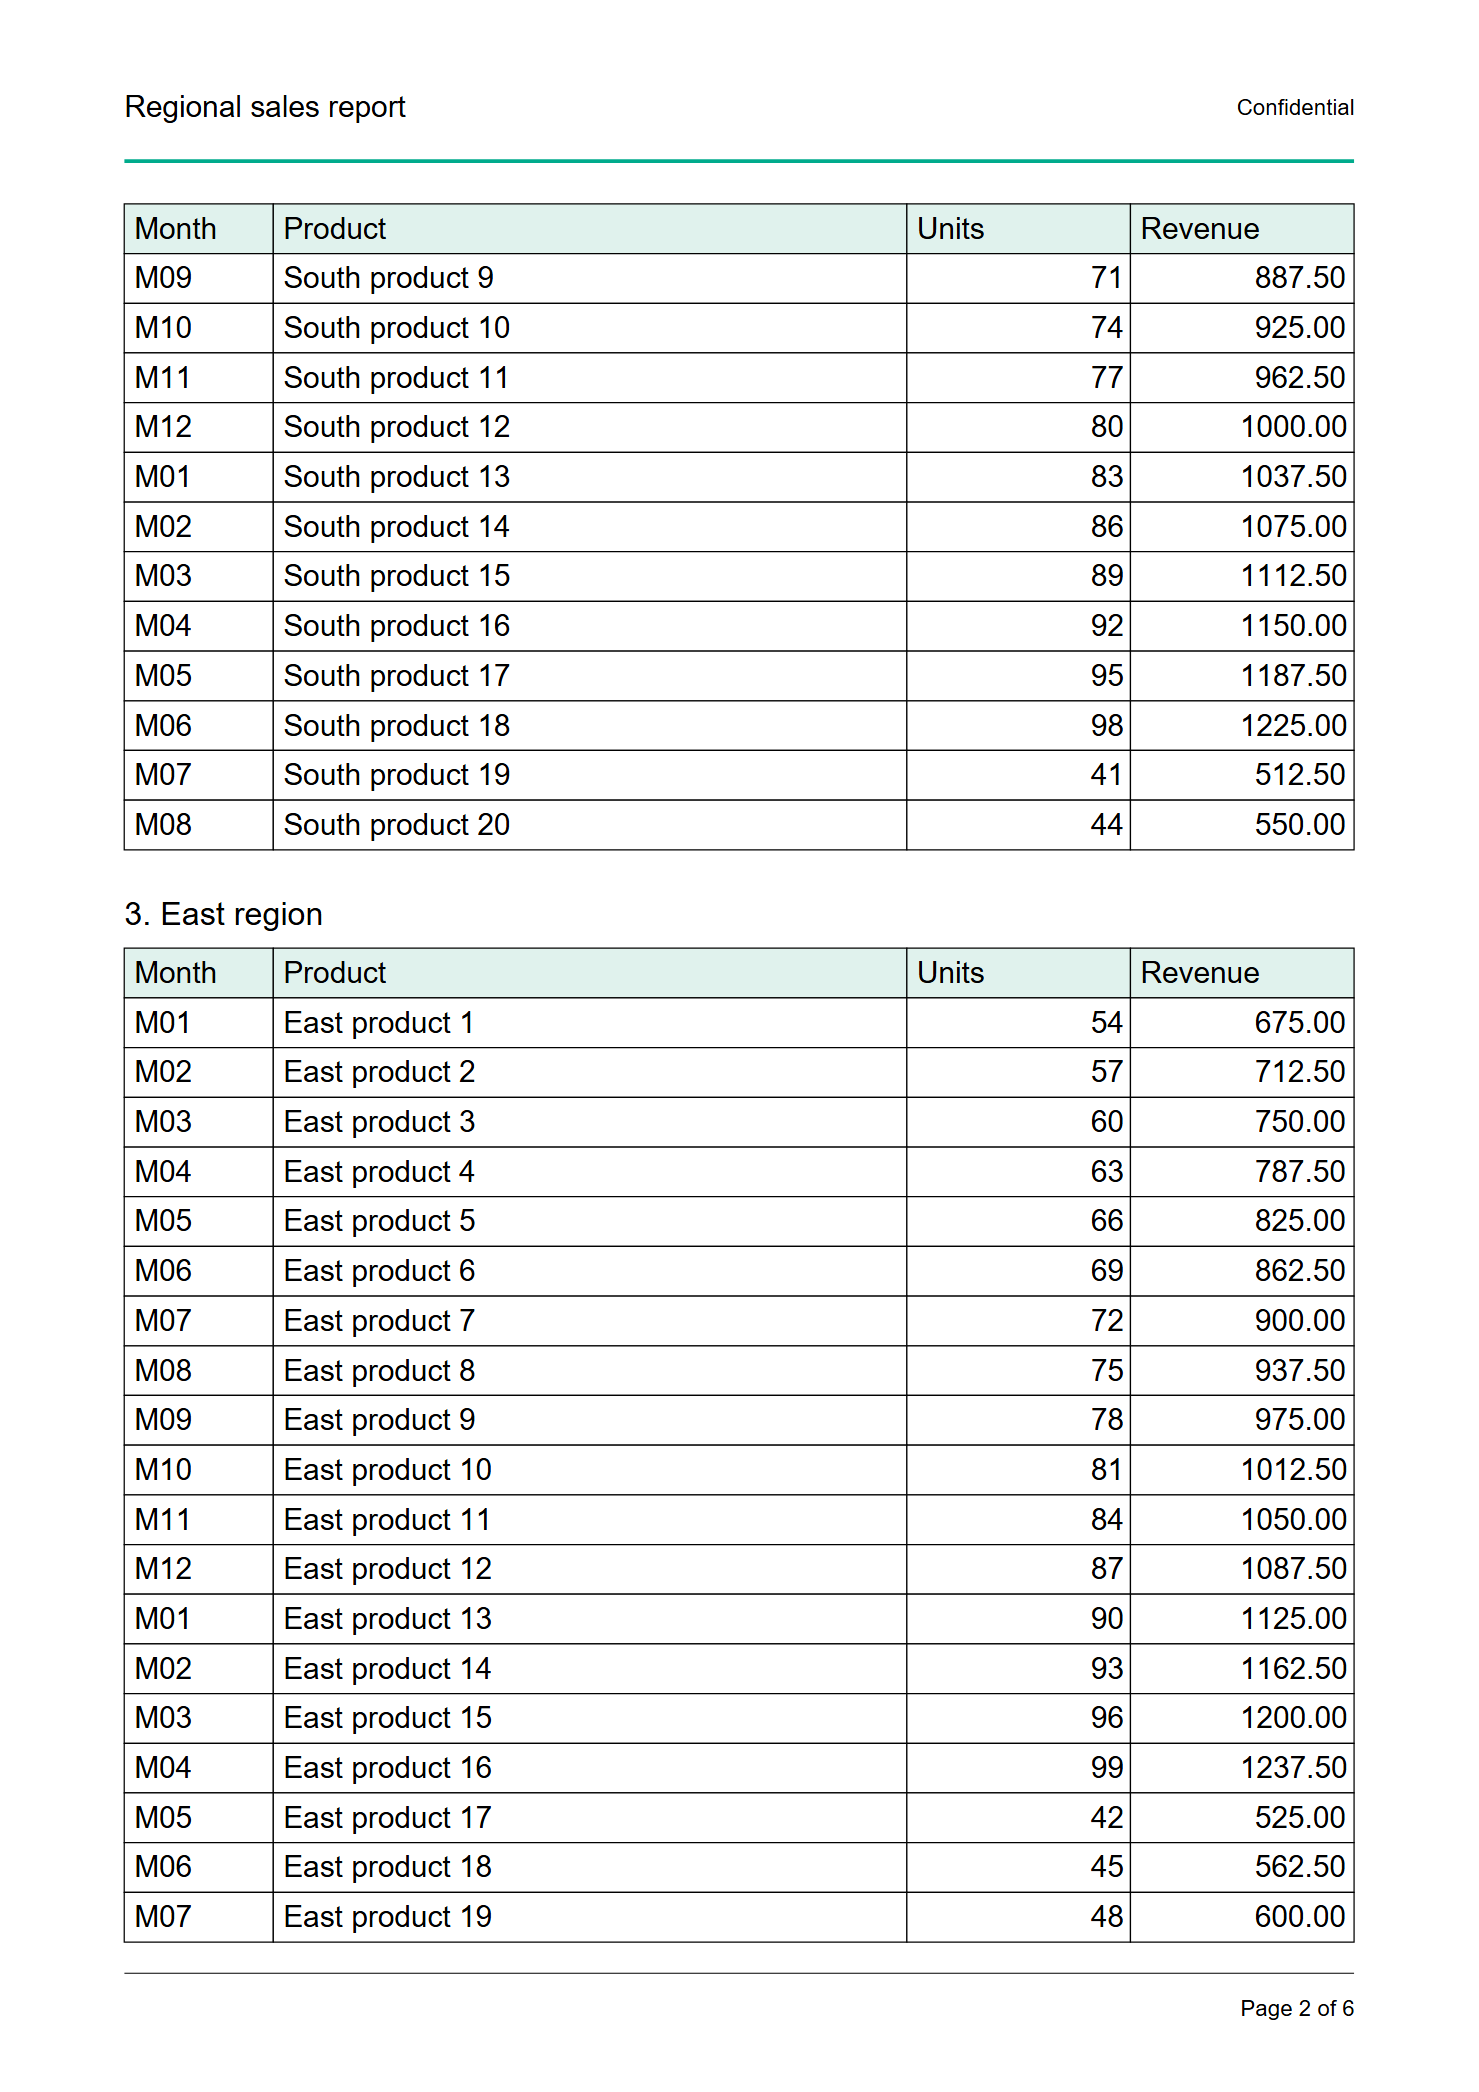 Regional sales report Confidential
Month Product Units Revenue
M09 South product 9 71 887.50
M10 South product 10 74 925.00
M11 South product 11 77 962.50
M12 South product 12 80 1000.00
M01 South product 13 83 1037.50
M02 South product 14 86 1075.00
M03 South product 15 89 1112.50
M04 South product 16 92 1150.00
M05 South product 17 95 1187.50
M06 South product 18 98 1225.00
M07 South product 19 41 512.50
M08 South product 20 44 550.00
3. East region
Month Product Units Revenue
M01 East product 1 54 675.00
M02 East product 2 57 712.50
M03 East product 3 60 750.00
M04 East product 4 63 787.50
M05 East product 5 66 825.00
M06 East product 6 69 862.50
M07 East product 7 72 900.00
M08 East product 8 75 937.50
M09 East product 9 78 975.00
M10 East product 10 81 1012.50
M11 East product 11 84 1050.00
M12 East product 12 87 1087.50
M01 East product 13 90 1125.00
M02 East product 14 93 1162.50
M03 East product 15 96 1200.00
M04 East product 16 99 1237.50
M05 East product 17 42 525.00
M06 East product 18 45 562.50
M07 East product 19 48 600.00
Page 2 of 6